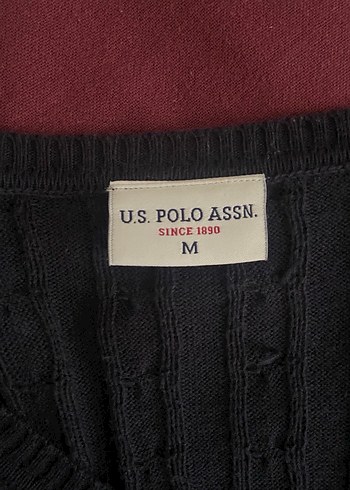 U.S. POLO ASSN.
SINCE 1890
M